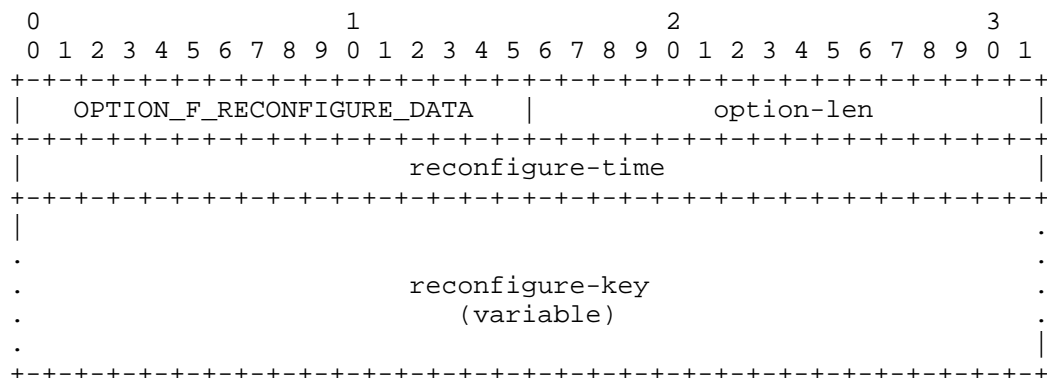 0                   1                   2                   3
 0 1 2 3 4 5 6 7 8 9 0 1 2 3 4 5 6 7 8 9 0 1 2 3 4 5 6 7 8 9 0 1
+-+-+-+-+-+-+-+-+-+-+-+-+-+-+-+-+-+-+-+-+-+-+-+-+-+-+-+-+-+-+-+-+
|   OPTION_F_RECONFIGURE_DATA   |           option-len          |
+-+-+-+-+-+-+-+-+-+-+-+-+-+-+-+-+-+-+-+-+-+-+-+-+-+-+-+-+-+-+-+-+
|                        reconfigure-time                       |
+-+-+-+-+-+-+-+-+-+-+-+-+-+-+-+-+-+-+-+-+-+-+-+-+-+-+-+-+-+-+-+-+
|                                                               .
.                                                               .
.                        reconfigure-key                        .
.                           (variable)                          .
.                                                               |
+-+-+-+-+-+-+-+-+-+-+-+-+-+-+-+-+-+-+-+-+-+-+-+-+-+-+-+-+-+-+-+-+